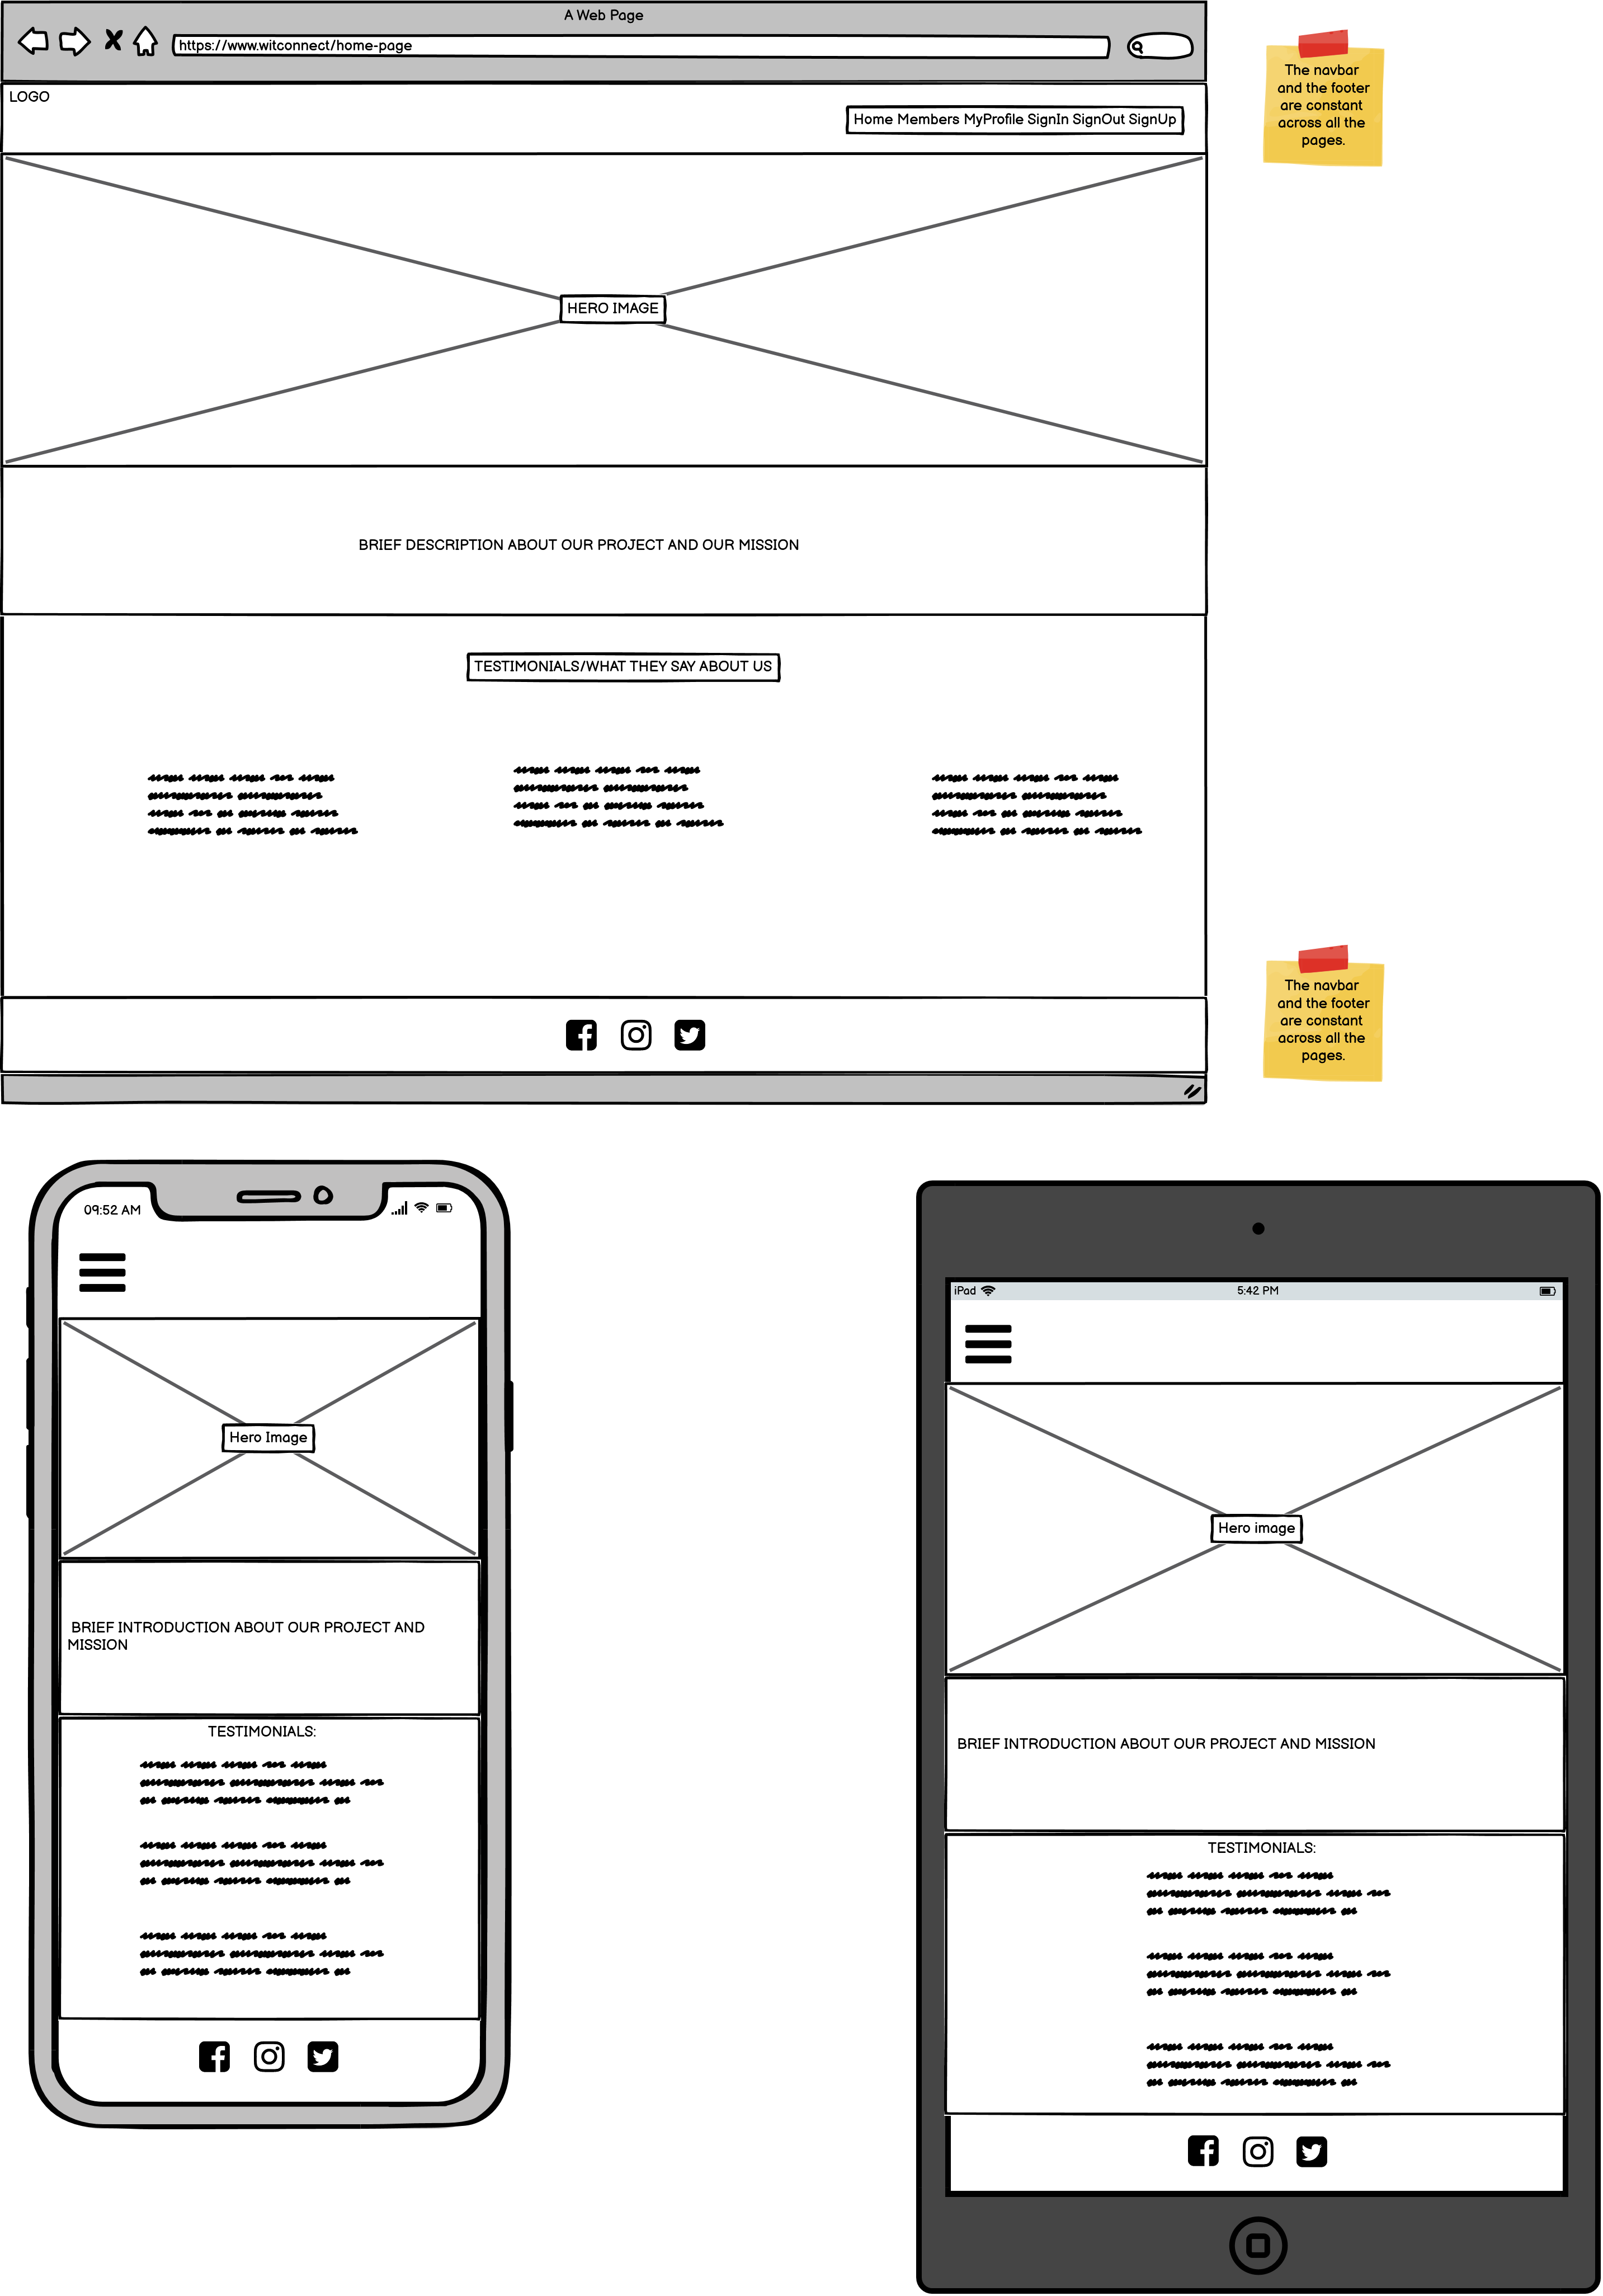 A Web Page
https://www.witconnect/home-page
LOGO
Home Members MyProfile SignIn SignOut SignUp
The navbar
and the footer
are constant
across all the
pages.
HERO IMAGE
BRIEF DESCRIPTION ABOUT OUR PROJECT AND OUR MISSION
TESTIMONIALS/WHAT THEY SAY ABOUT US
The navbar
and the footer
are constant
across all the
pages.
09:52 AM
Hero Image
BRIEF INTRODUCTION ABOUT OUR PROJECT AND
MISSION
TESTIMONIALS:
iPad
5:42 PM
Hero image
BRIEF INTRODUCTION ABOUT OUR PROJECT AND MISSION
TESTIMONIALS: